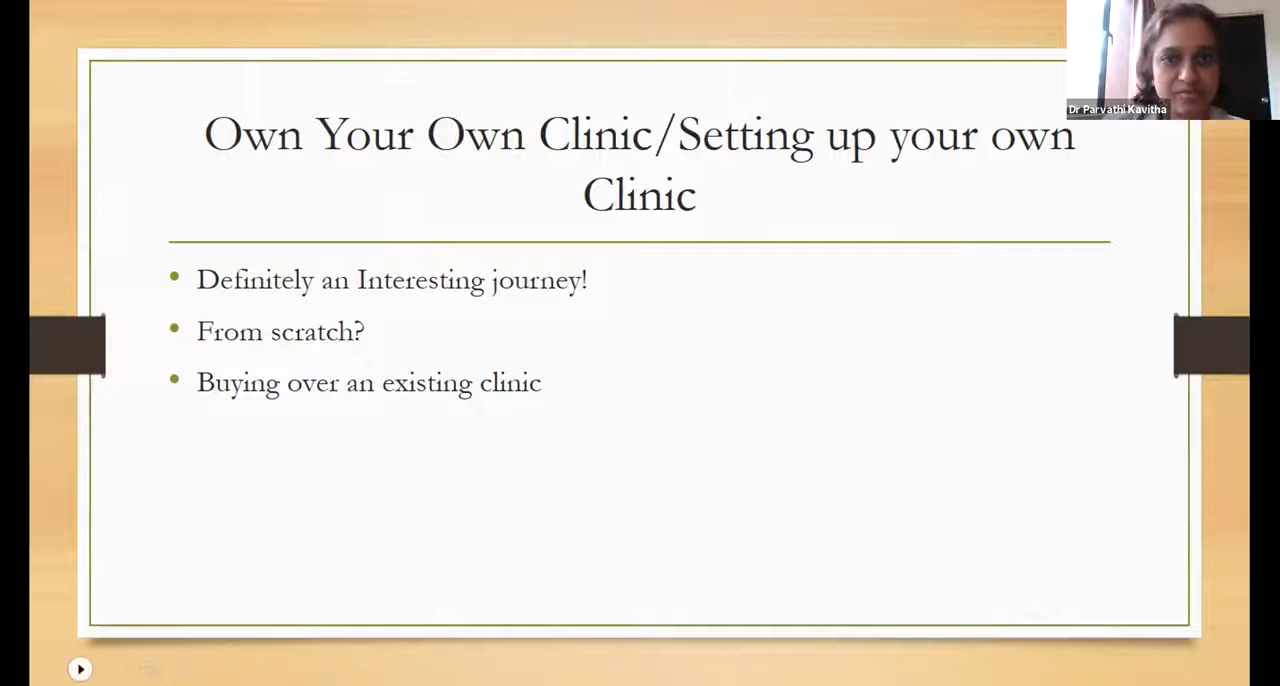 Dr Parvathi Kavitha
Own Your Own Clinic/Setting up your own
Clinic
• Definitely an Interesting journey!
• From scratch?
• Buying over an existing clinic